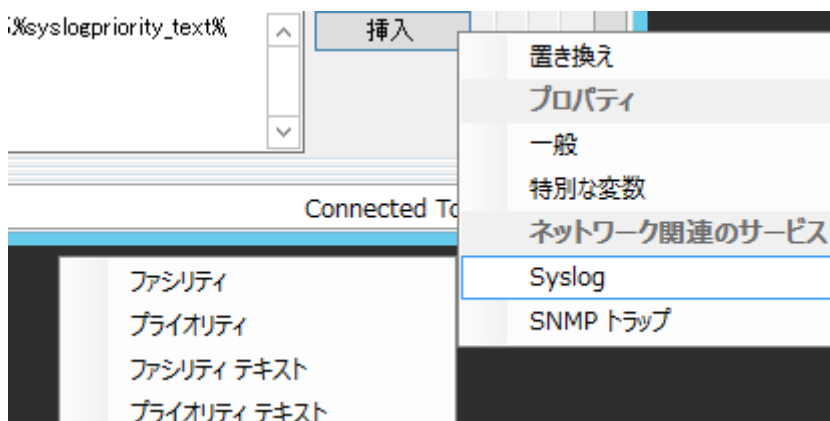 %syslogpriority_text%,
挿入
置き換え
プロパティ
一般
特別な変数
Connected To
ネットワーク関連のサービス
Syslog
SNMP トラップ
ファシリティ
プライオリティ
ファシリティ テキスト
プライオリティ テキスト